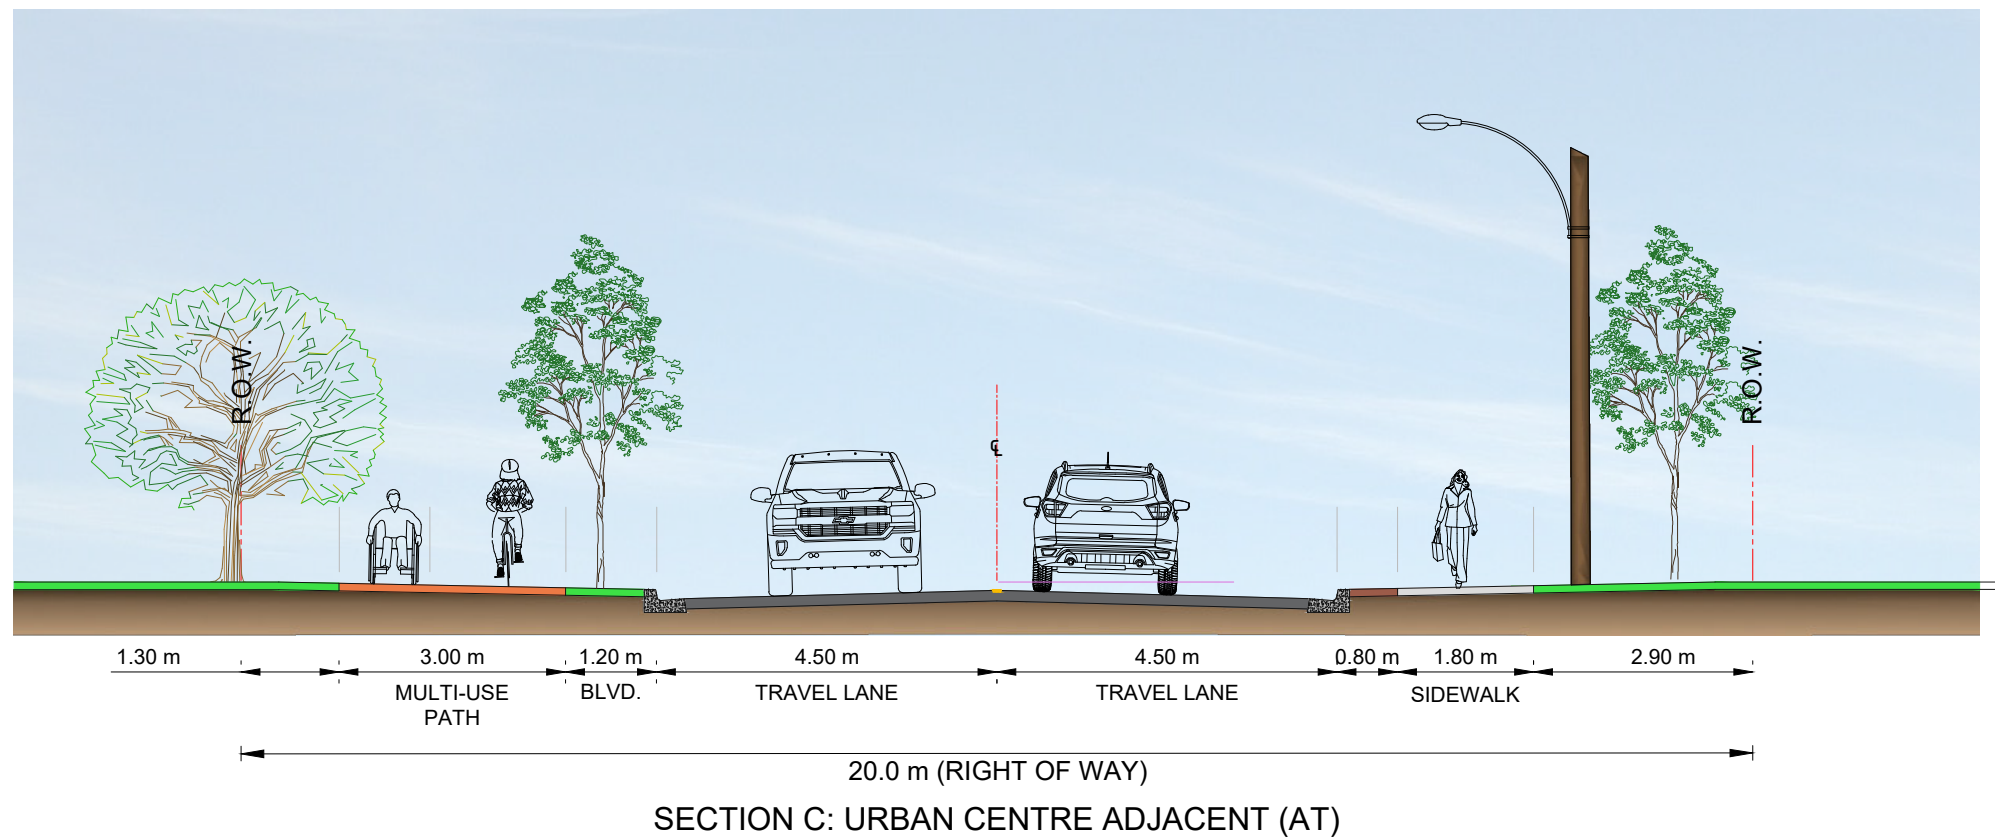 R.O.W.
℄
R.O.W.
1.30 m 3.00 m 1.20 m 4.50 m 4.50 m 0.80 m 1.80 m 2.90 m
MULTI-USE BLVD. TRAVEL LANE TRAVEL LANE SIDEWALK
PATH
20.0 m (RIGHT OF WAY)
SECTION C: URBAN CENTRE ADJACENT (AT)